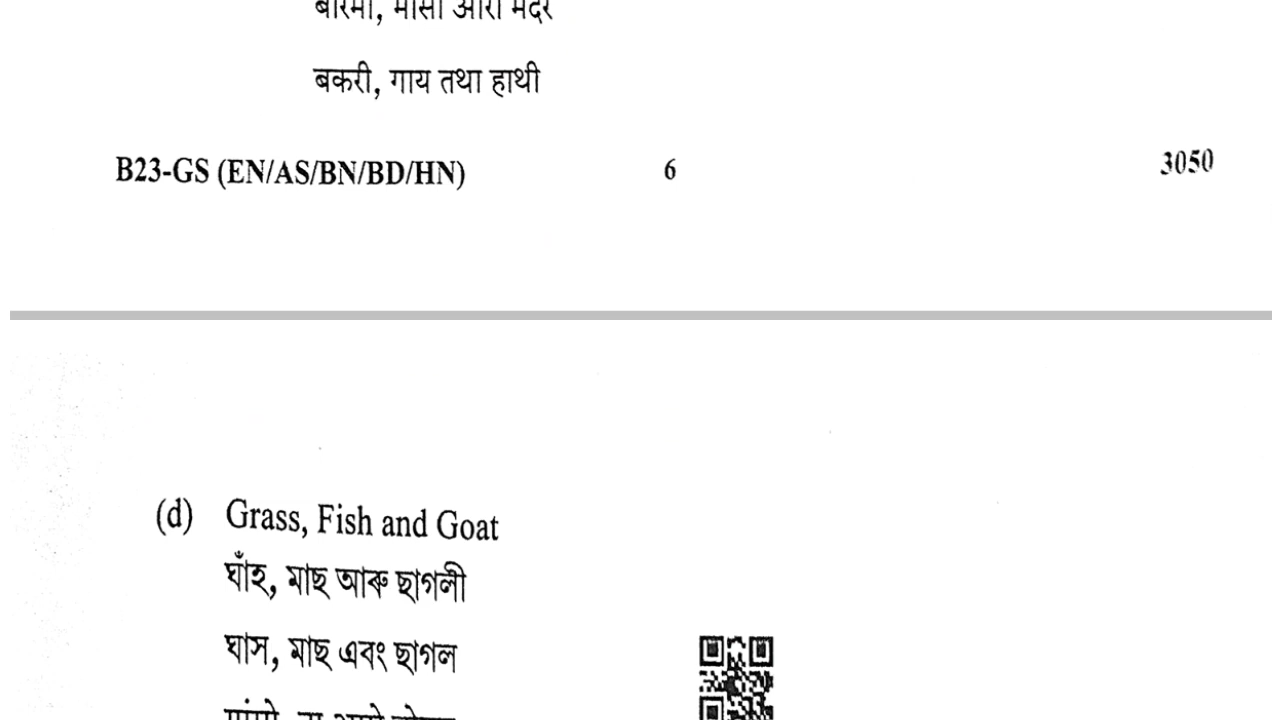 बकरी, गाय तथा हाथी
B23-GS (EN/AS/BN/BD/HN) 6 3050
(d) Grass, Fish and Goat
ঘাঁহ, মাছ আৰু ছাগলী
ঘাস, মাছ এবং ছাগল